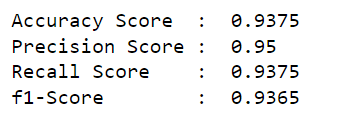 Accuracy Score  :  0.9375
Precision Score :  0.95
Recall Score    :  0.9375
f1-Score        :  0.9365